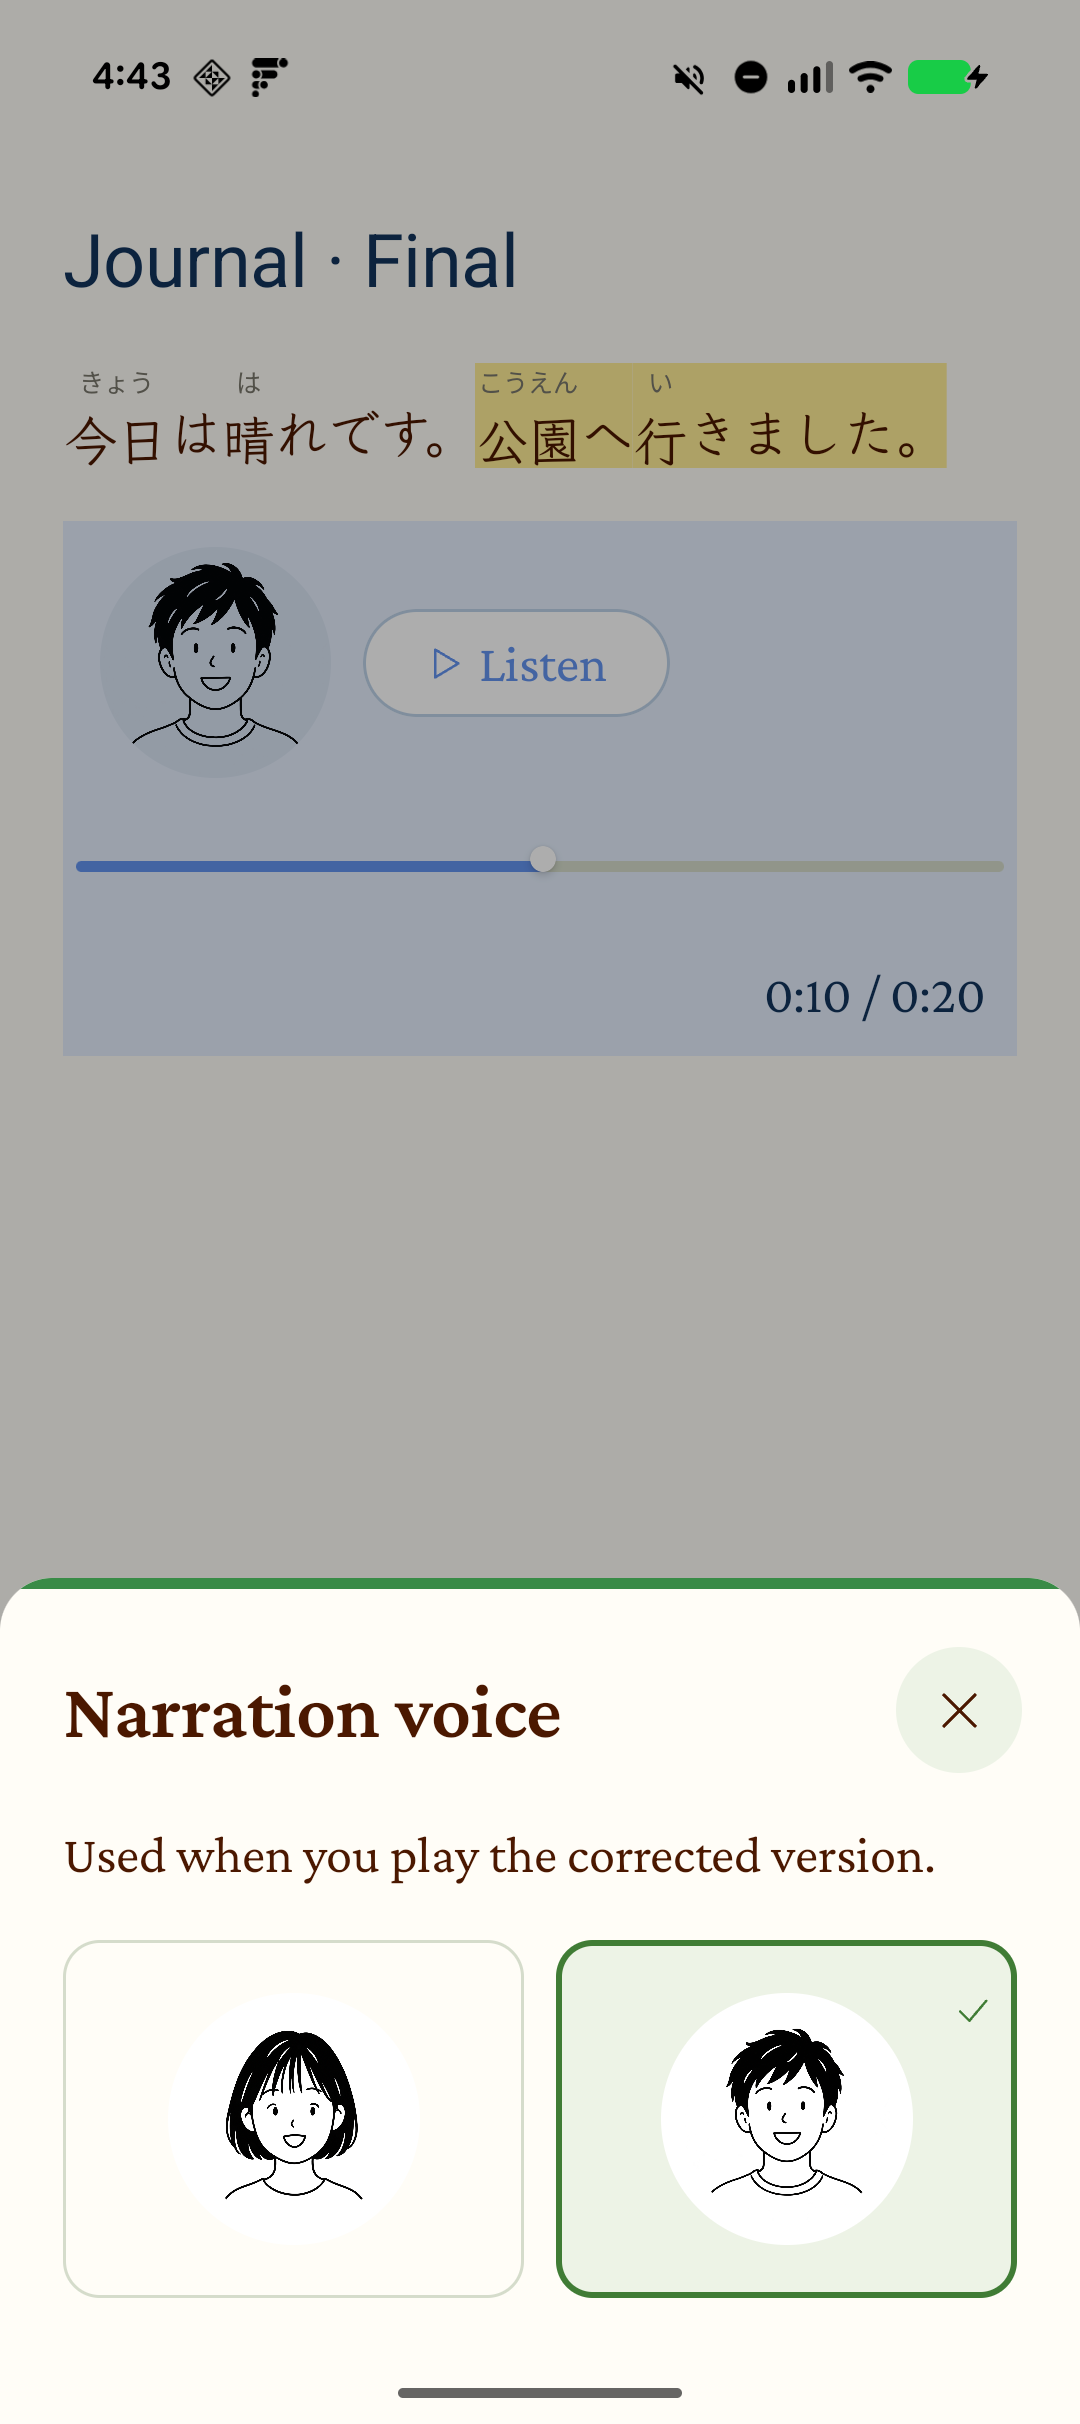 4:43
Journal · Final
きょう は こうえん い
今日は晴れです。公園へ行きました。
Listen
0:10 / 0:20
Narration voice
Used when you play the corrected version.